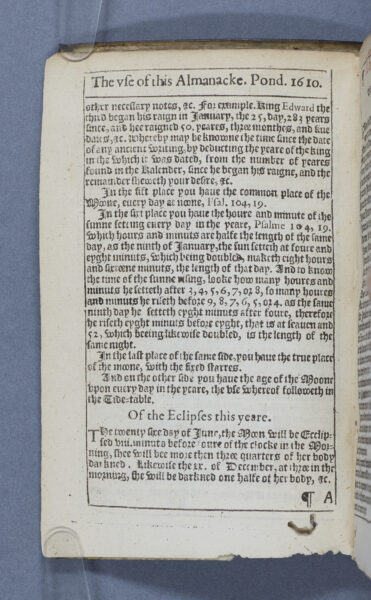 The vse of this Almanacke. Pond. 1610.
other necessary notes, &c. For example. King Edward the
third began his raign in January, the 25, day, 283 yeares
since, and hee raigned 50. yeares, three monthes, and fiue
daies, &c. whereby may be knowne the time since the date
of any ancient writing, by deducting the yeare of the king
in the which it was dated, from the number of yeares
found in the Kalender, since he began his raigne, and the
remainder sheweth your desire, &c.
In the fift place you haue the common place of the
Moone, euery day at noone, Psal. 104, 19.
In the sixt place you haue the houre and minute of the
sunne setting euery day in the yeare, Psalme 104, 19.
which hours and minuts are halfe the length of the same
day, as the ninth of January, the sun setteth at foure and
eyght minuts, which being doubled, maketh eight hours
and sixteene minuts, the length of that day. And to know
the time of the sunne rising, looke how many houres and
minuts he setteth after 3, 4, 5, 6, 7, or 8, so many houres
and minuts he riseth before 9, 8, 7, 6, 5, or 4. as the same
ninth day he setteth eyght minuts after foure, therefore
he riseth eyght minuts before eyght, that is at seauen and
52, which beeing likewise doubled, is the length of the
same night.
In the last place of the same side, you haue the true place
of the moone, with the fixed starres.
And on the other side you haue the age of the Moone
vpon euery day in the yeare, the vse whereof followeth in
the Tide-table.
Of the Eclipses this yeare.
The twenty sixe day of June, the Moon will be Ecclip-
sed viii. minuts before one of the clocke in the Mor-
ning, shee will bee more then three quarters of her body
darkned. Likewise the xx. of December, at three in the
morning, she will be darkned one halfe of her body, &c.
¶ A